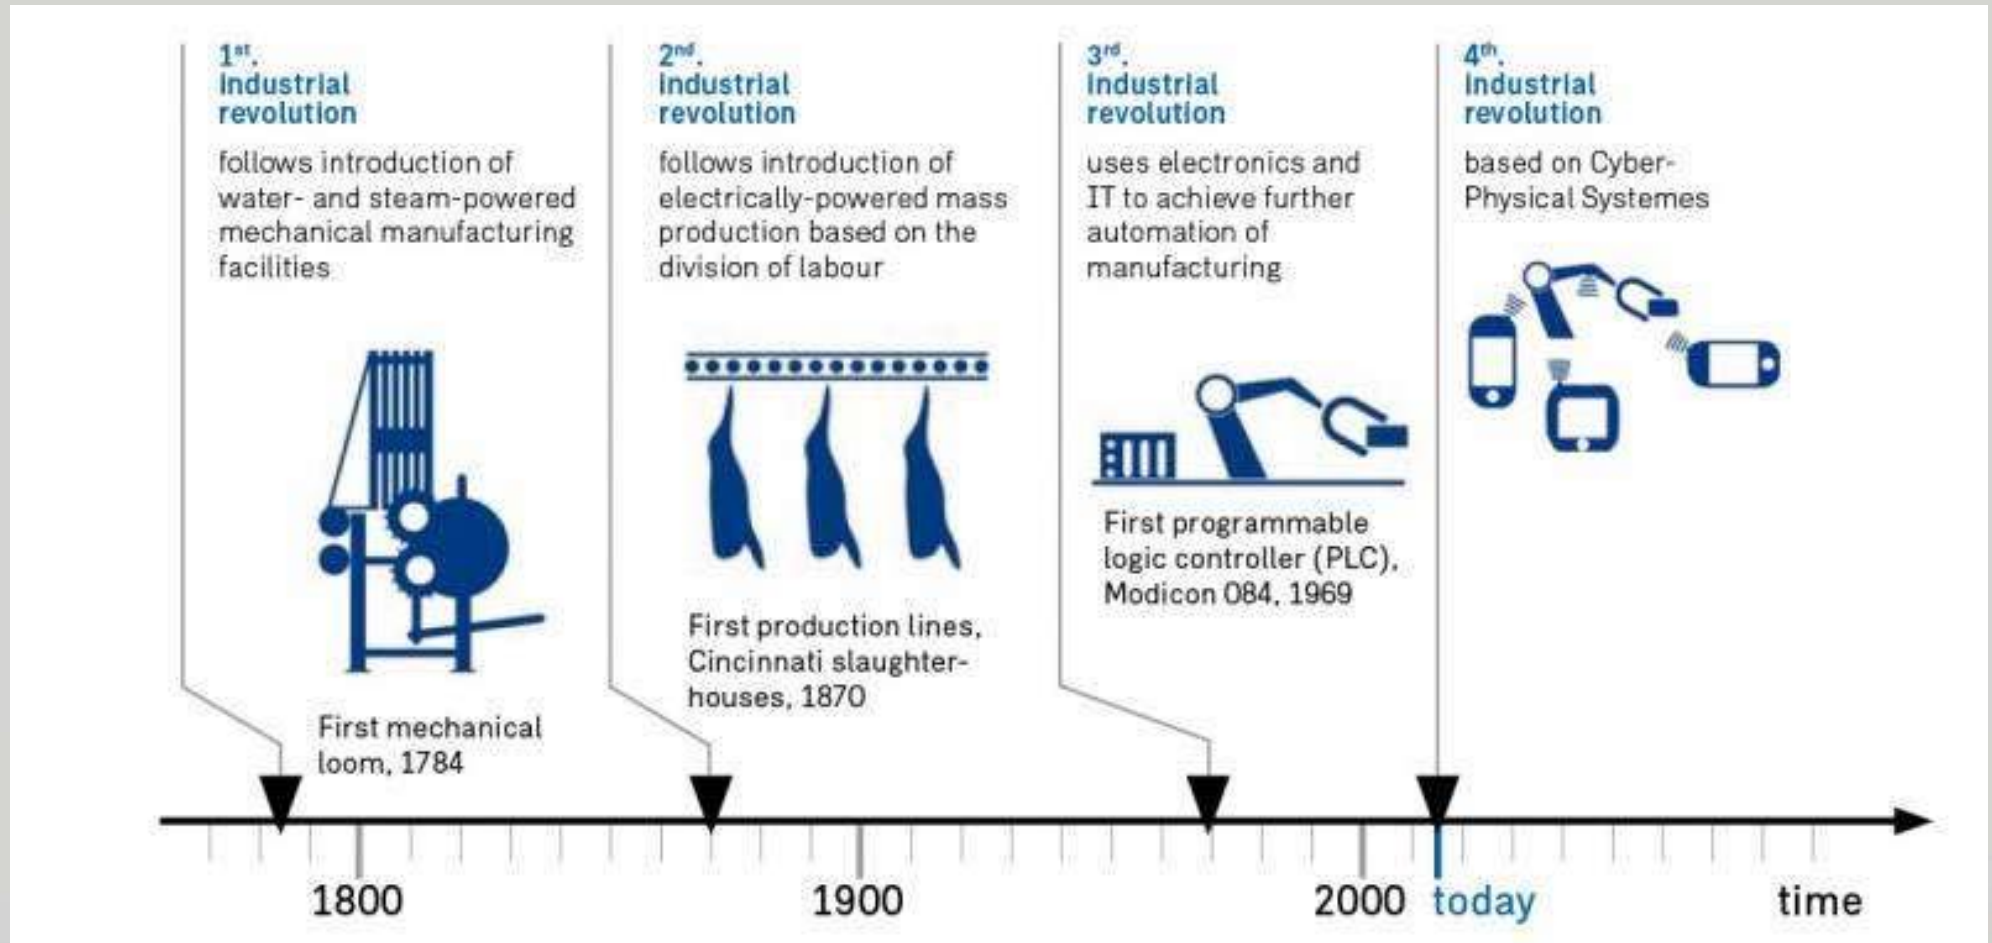 1st.
Industrial
revolution
follows introduction of
water- and steam-powered
mechanical manufacturing
facilities
First mechanical
loom, 1784
2nd.
Industrial
revolution
follows introduction of
electrically-powered mass
production based on the
division of labour
First production lines,
Cincinnati slaughter-
houses, 1870
3rd.
Industrial
revolution
uses electronics and
IT to achieve further
automation of
manufacturing
First programmable
logic controller (PLC),
Modicon 084, 1969
4th.
Industrial
revolution
based on Cyber-
Physical Systemes
1800 1900 2000 today time